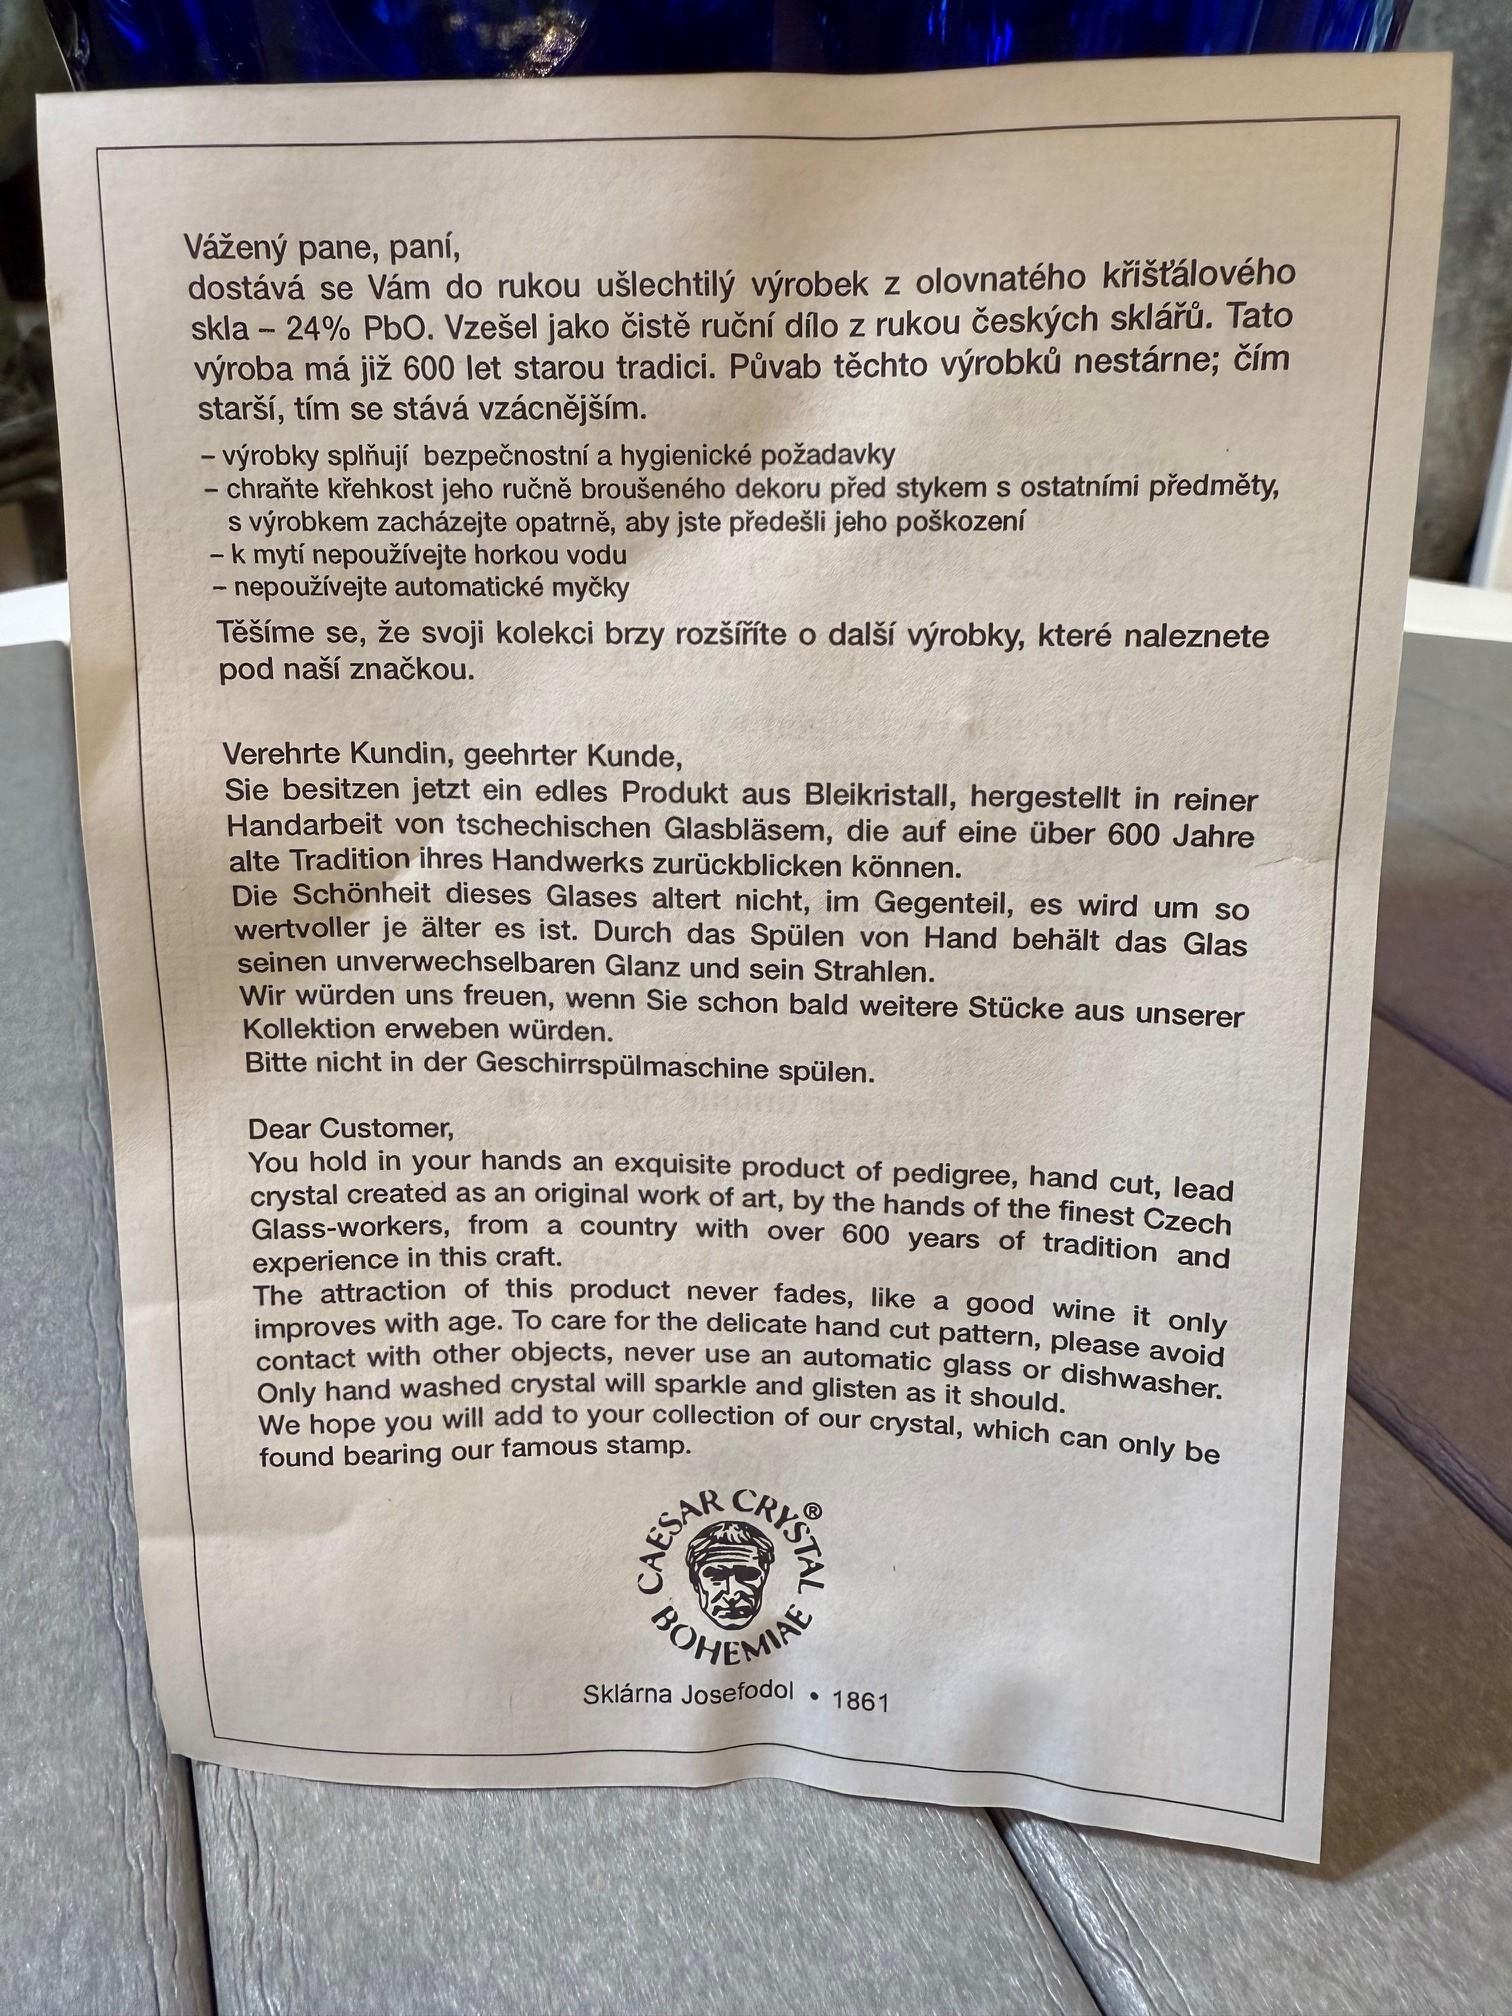 Vážený pane, paní,
dostává se Vám do rukou ušlechtilý výrobek z olovnatého křišťálového
skla – 24% PbO. Vzešel jako čistě ruční dílo z rukou českých sklářů. Tato
výroba má již 600 let starou tradici. Půvab těchto výrobků nestárne; čím
starší, tím se stává vzácnějším.
– výrobky splňují bezpečnostní a hygienické požadavky
– chraňte křehkost jeho ručně broušeného dekoru před stykem s ostatními předměty,
s výrobkem zacházejte opatrně, aby jste předešli jeho poškození
– k mytí nepoužívejte horkou vodu
– nepoužívejte automatické myčky
Těšíme se, že svoji kolekci brzy rozšíříte o další výrobky, které naleznete
pod naší značkou.
Verehrte Kundin, geehrter Kunde,
Sie besitzen jetzt ein edles Produkt aus Bleikristall, hergestellt in reiner
Handarbeit von tschechischen Glasbläsem, die auf eine über 600 Jahre
alte Tradition ihres Handwerks zurückblicken können.
Die Schönheit dieses Glases altert nicht, im Gegenteil, es wird um so
wertvoller je älter es ist. Durch das Spülen von Hand behält das Glas
seinen unverwechselbaren Glanz und sein Strahlen.
Wir würden uns freuen, wenn Sie schon bald weitere Stücke aus unserer
Kollektion erweben würden.
Bitte nicht in der Geschirrspülmaschine spülen.
Dear Customer,
You hold in your hands an exquisite product of pedigree, hand cut, lead
crystal created as an original work of art, by the hands of the finest Czech
Glass-workers, from a country with over 600 years of tradition and
experience in this craft.
The attraction of this product never fades, like a good wine it only
improves with age. To care for the delicate hand cut pattern, please avoid
contact with other objects, never use an automatic glass or dishwasher.
Only hand washed crystal will sparkle and glisten as it should.
We hope you will add to your collection of our crystal, which can only be
found bearing our famous stamp.
CAESAR CRYSTAL ®
BOHEMIAE
Sklárna Josefodol • 1861